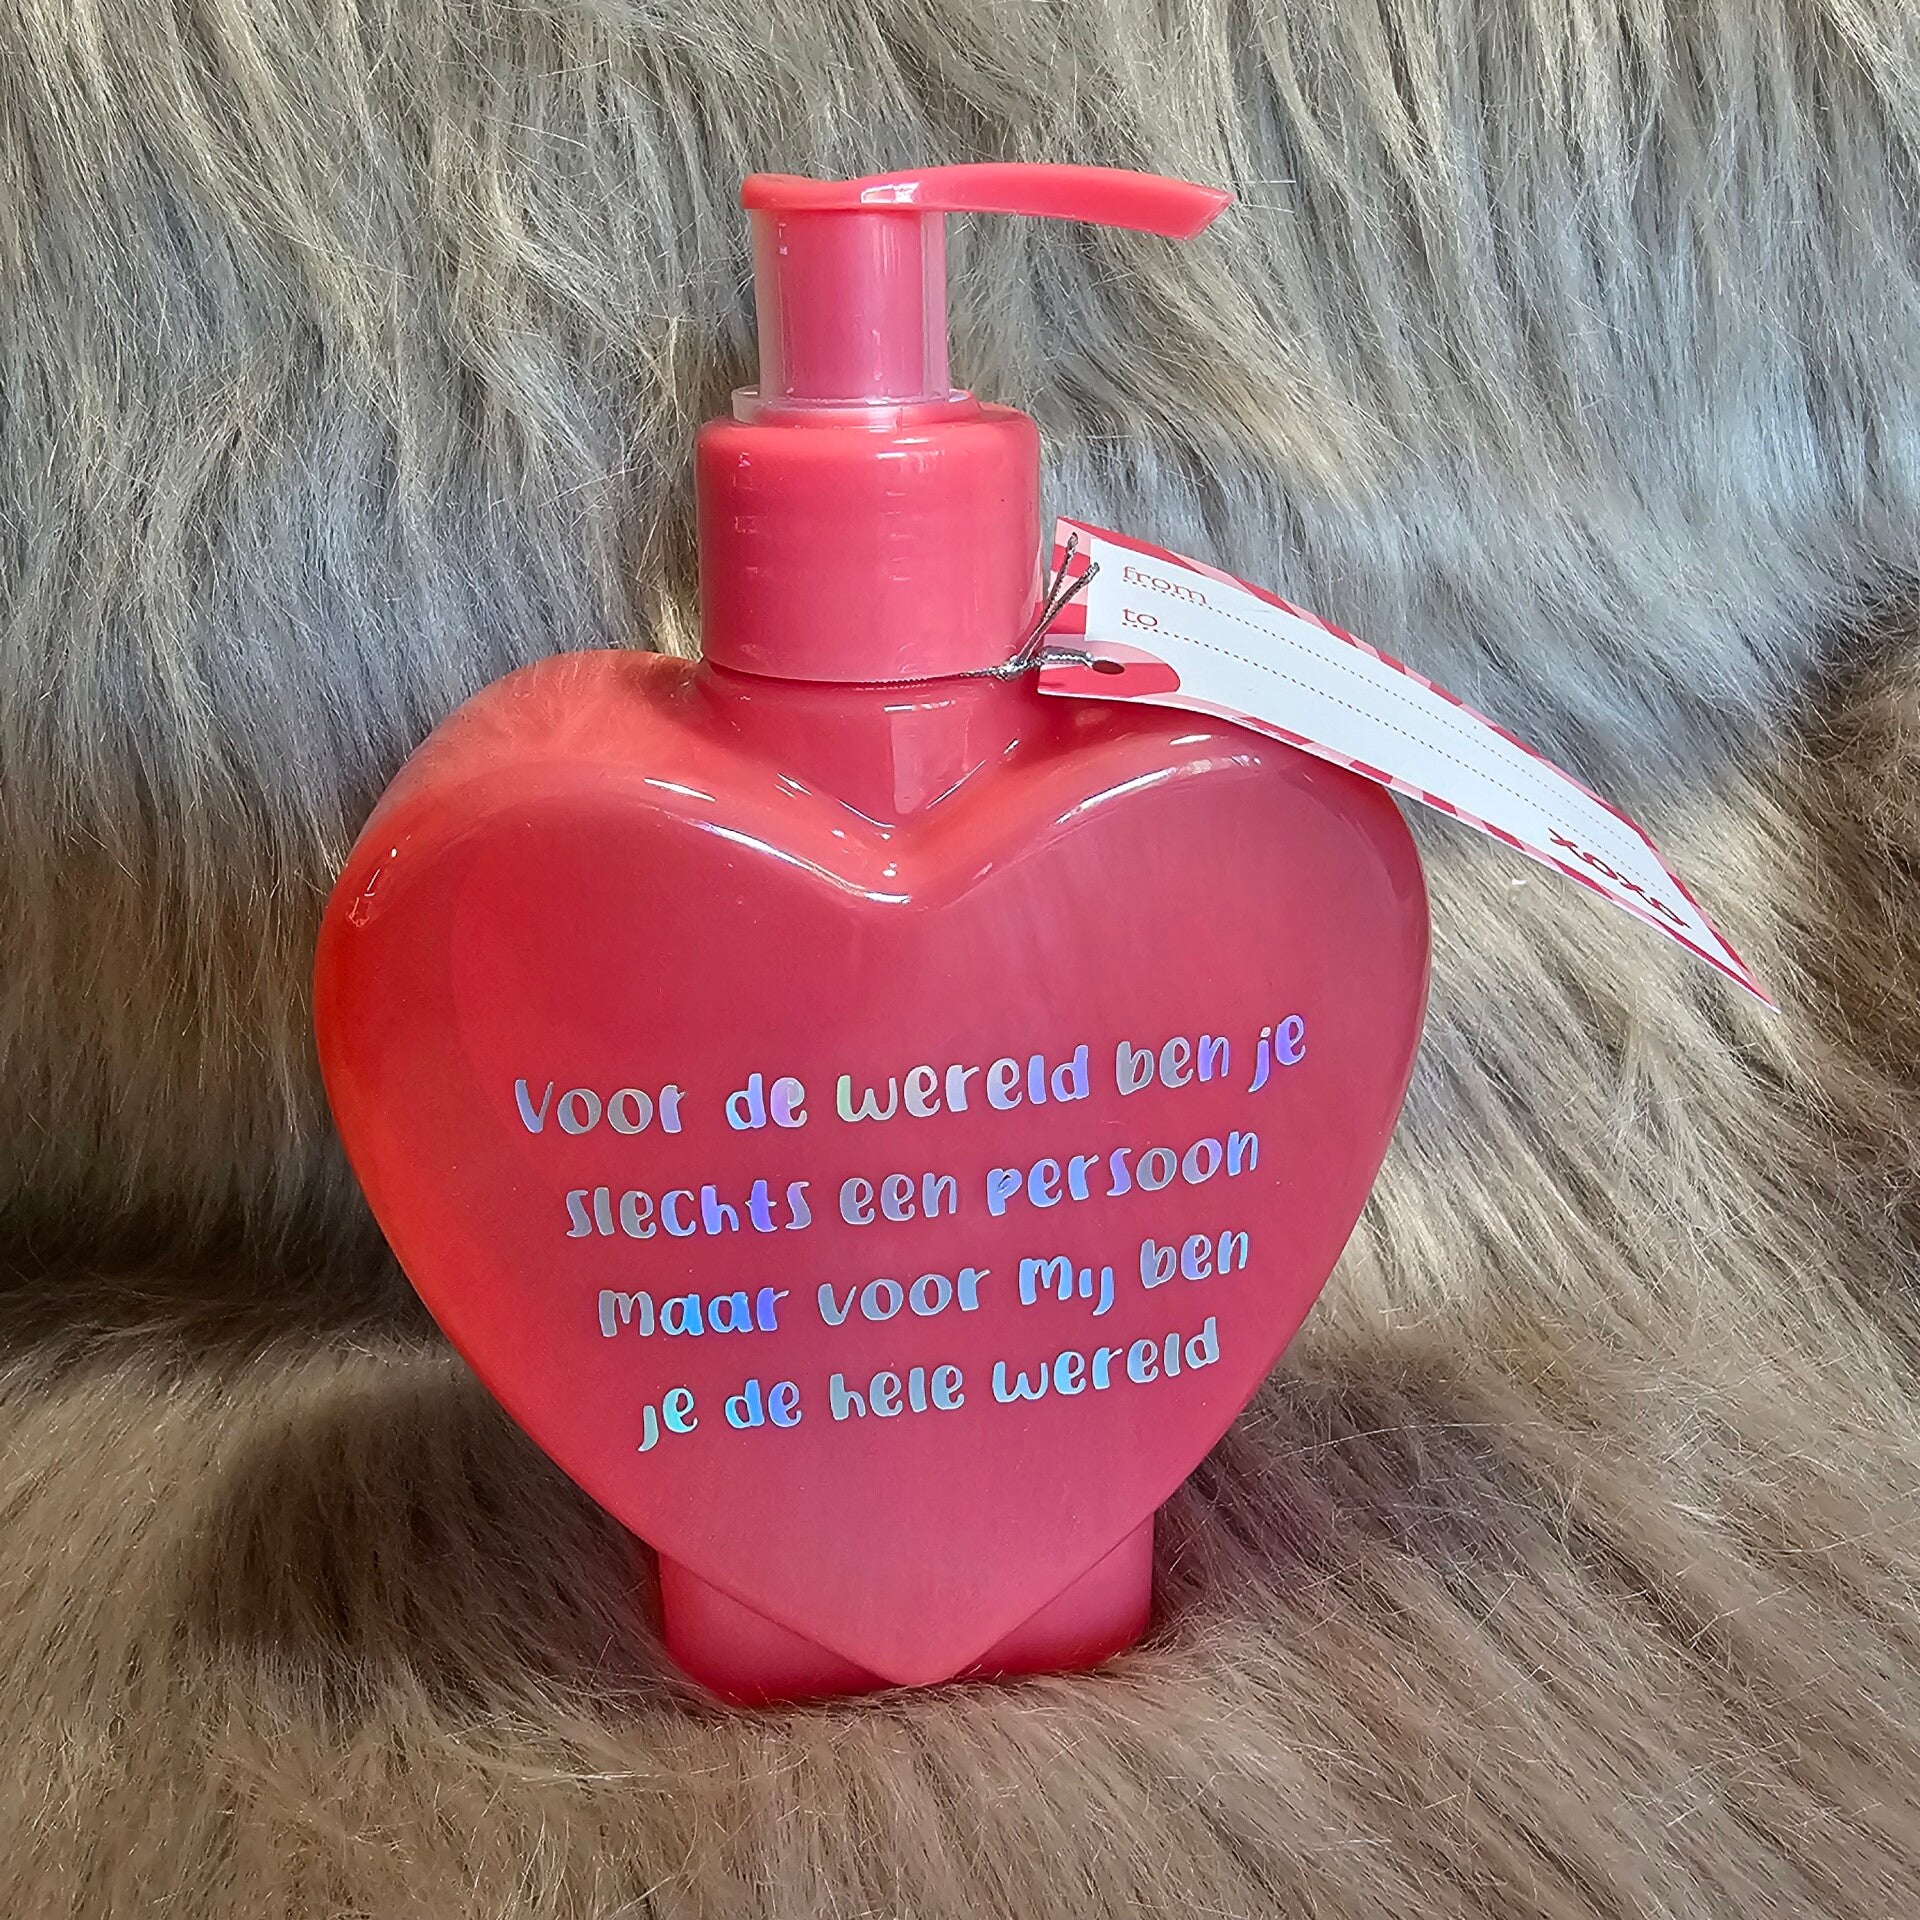 from
to
xoxo
Voor de wereld ben je
slechts een persoon
maar voor mij ben
je de hele wereld